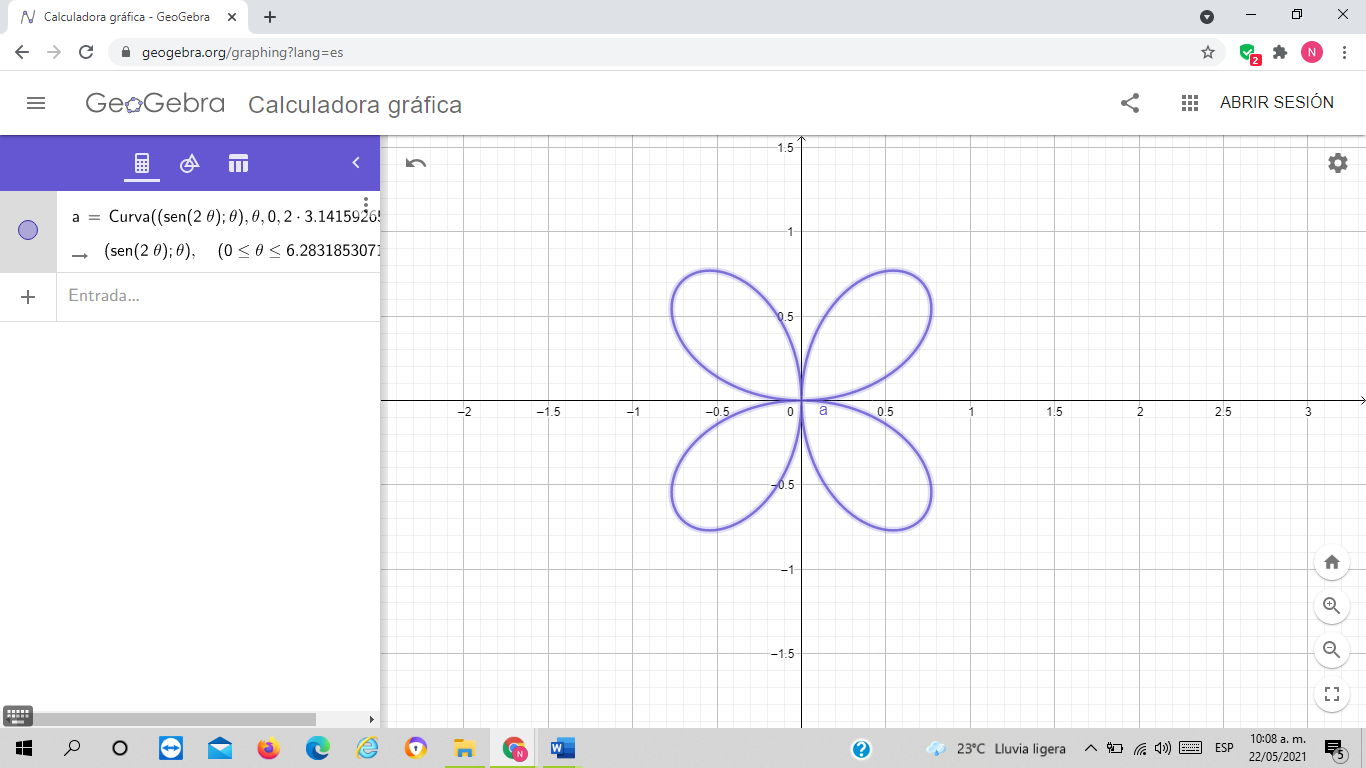 Calculadora gráfica - GeoGebra
geogebra.org/graphing?lang=es
2
N
GeoGebra
Calculadora gráfica
ABRIR SESIÓN
a = Curva((sen(2 θ); θ), θ, 0, 2 · 3.14159265
→ (sen(2 θ); θ), (0 ≤ θ ≤ 6.2831853071
Entrada...
1.5
1
0.5
−2 −1.5 −1 −0.5 0 0.5 1 1.5 2 2.5 3
a
−0.5
−1
−1.5
N
W
23°C Lluvia ligera
ESP
10:08 a. m.
22/05/2021
5